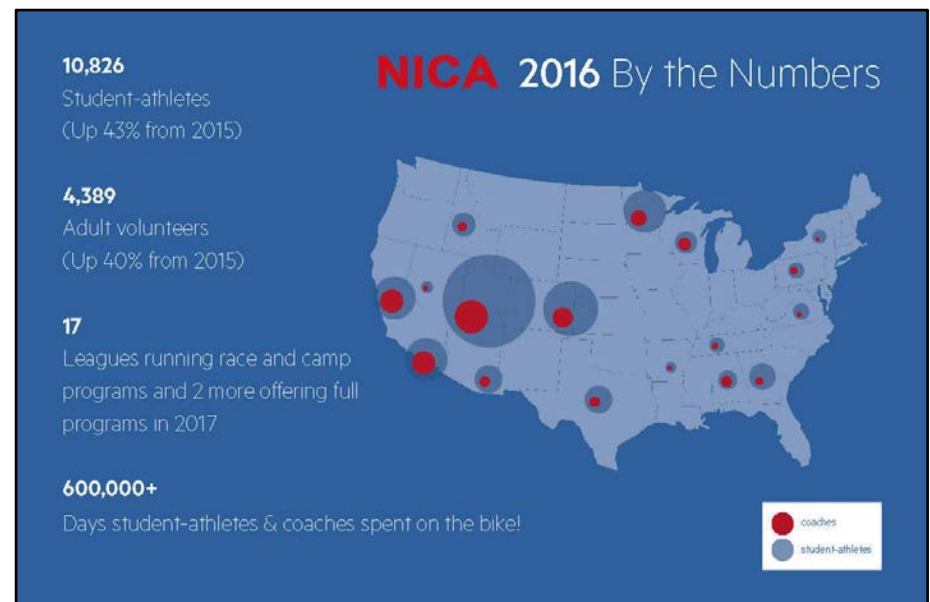 NICA 2016 By the Numbers
10,826
Student-athletes
(Up 43% from 2015)
4,389
Adult volunteers
(Up 40% from 2015)
17
Leagues running race and camp
programs and 2 more offering full
programs in 2017
600,000+
Days student-athletes & coaches spent on the bike!
coaches
student-athletes